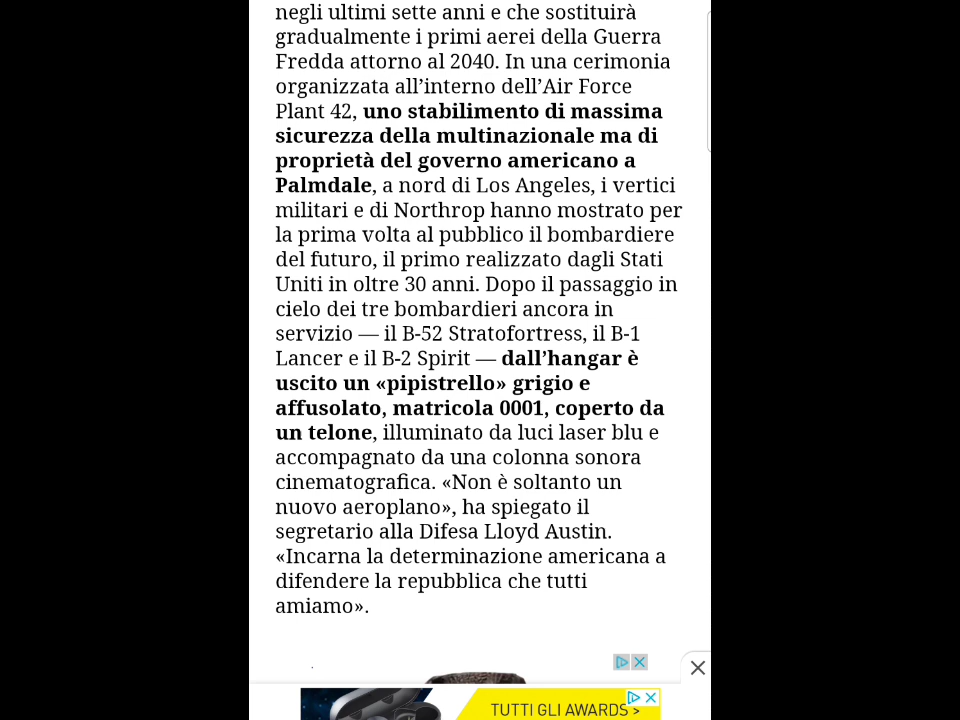 negli ultimi sette anni e che sostituirà
gradualmente i primi aerei della Guerra
Fredda attorno al 2040. In una cerimonia
organizzata all’interno dell’Air Force
Plant 42, uno stabilimento di massima
sicurezza della multinazionale ma di
proprietà del governo americano a
Palmdale, a nord di Los Angeles, i vertici
militari e di Northrop hanno mostrato per
la prima volta al pubblico il bombardiere
del futuro, il primo realizzato dagli Stati
Uniti in oltre 30 anni. Dopo il passaggio in
cielo dei tre bombardieri ancora in
servizio — il B-52 Stratofortress, il B-1
Lancer e il B-2 Spirit — dall’hangar è
uscito un «pipistrello» grigio e
affusolato, matricola 0001, coperto da
un telone, illuminato da luci laser blu e
accompagnato da una colonna sonora
cinematografica. «Non è soltanto un
nuovo aeroplano», ha spiegato il
segretario alla Difesa Lloyd Austin.
«Incarna la determinazione americana a
difendere la repubblica che tutti
amiamo».
TUTTI GLI AWARDS >